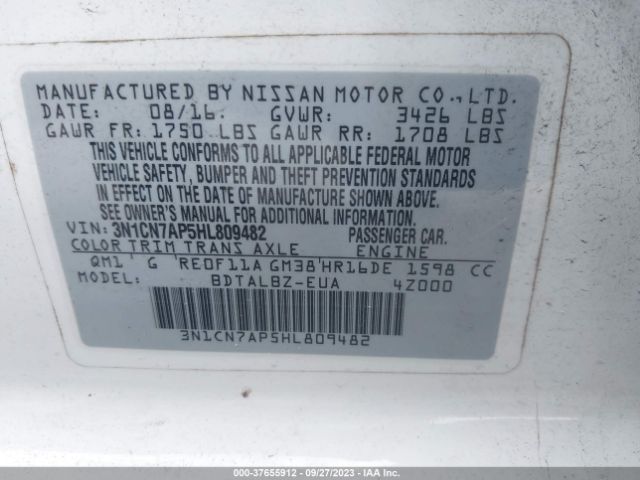 MANUFACTURED BY NISSAN MOTOR CO.,LTD.
DATE: 08/16. GVWR: 3426 LBS
GAWR FR: 1750 LBS GAWR RR: 1708 LBS
THIS VEHICLE CONFORMS TO ALL APPLICABLE FEDERAL MOTOR
VEHICLE SAFETY, BUMPER AND THEFT PREVENTION STANDARDS
IN EFFECT ON THE DATE OF MANUFACTURE SHOWN ABOVE.
SEE OWNER'S MANUAL FOR ADDITIONAL INFORMATION.
VIN: 3N1CN7AP5HL809482 PASSENGER CAR.
COLOR TRIM TRANS AXLE ENGINE
QM1' G 'RE0F11A GM38'HR16DE 1598 CC
MODEL: BDTALBZ-EUA 4Z000
3N1CN7AP5HL809482
000-37655912 - 09/27/2023 - IAA Inc.